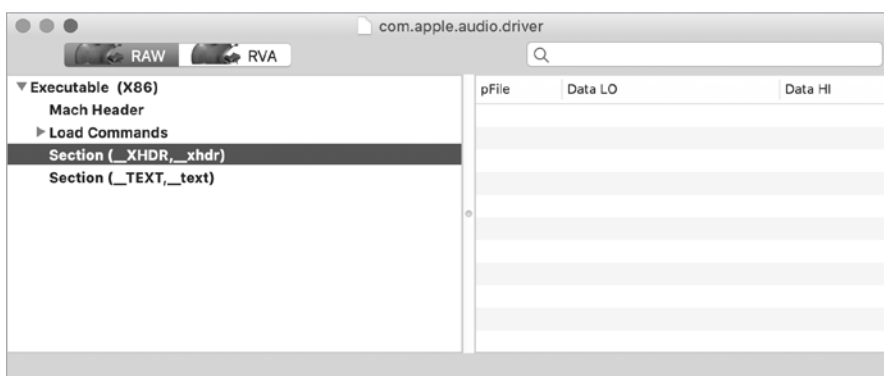 com.apple.audio.driver
RAW RVA
Executable (X86)
pFile Data LO Data HI
Mach Header
Load Commands
Section (__XHDR,__xhdr)
Section (__TEXT,__text)